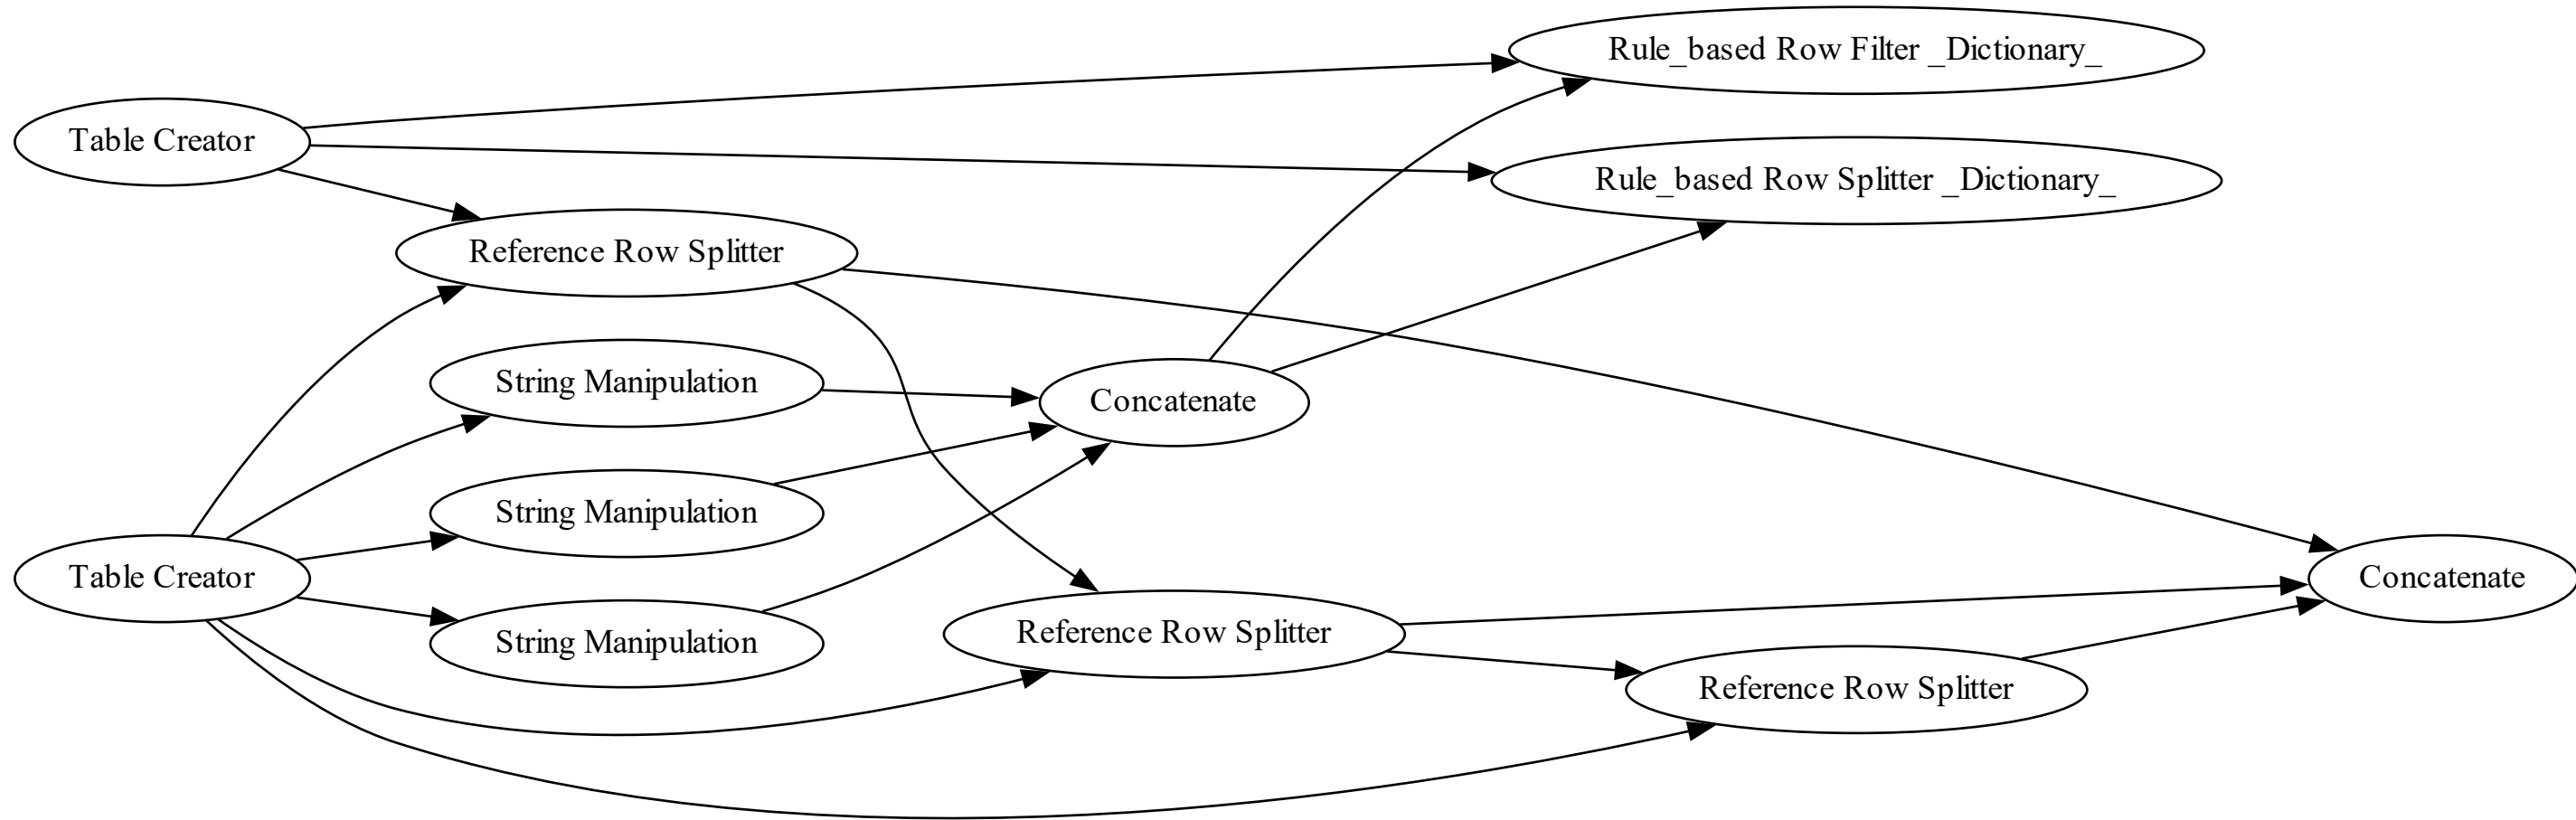 Rule_based Row Filter _Dictionary_
Table Creator
Rule_based Row Splitter _Dictionary_
Reference Row Splitter
String Manipulation
Concatenate
String Manipulation
Table Creator
Concatenate
String Manipulation
Reference Row Splitter
Reference Row Splitter